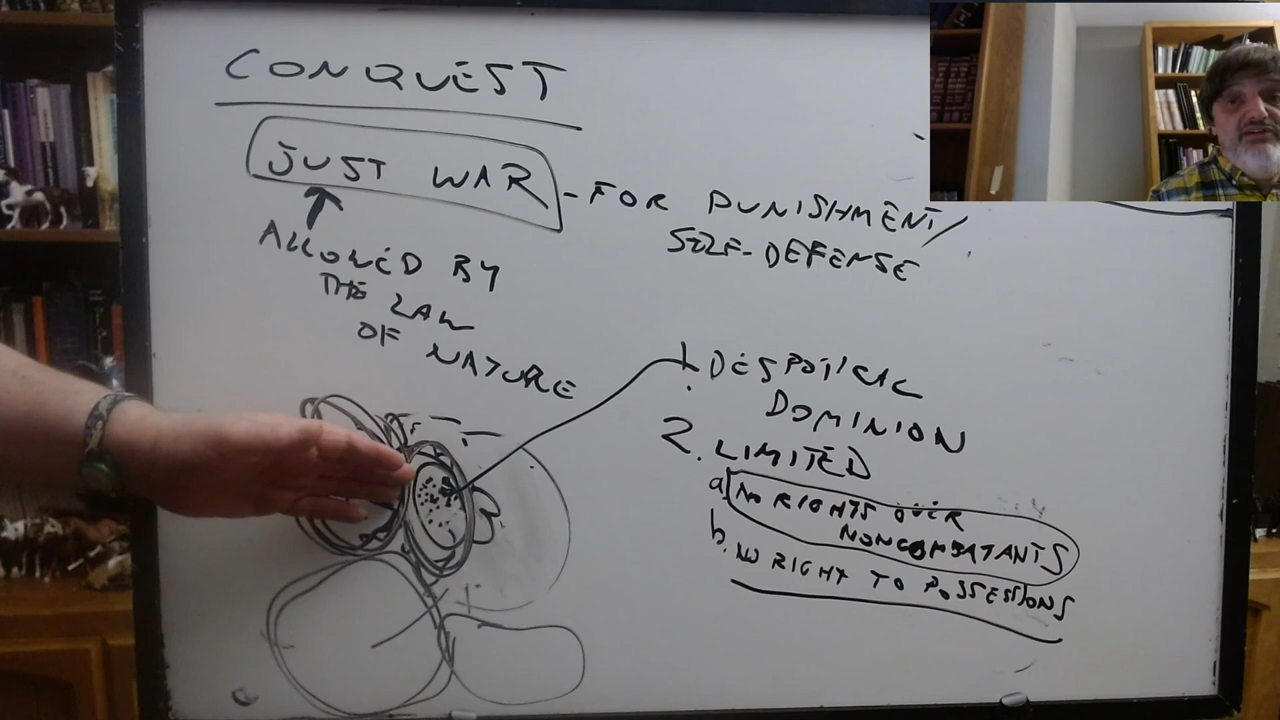 CONQUEST
JUST WAR - FOR PUNISHMENT/
SELF-DEFENSE
ALLOWED BY
THE LAW
OF NATURE
1. DESPOTICAL
DOMINION
2. LIMITED
a. NO RIGHTS OVER
NONCOMBATANTS
b. NO RIGHT TO POSSESSIONS